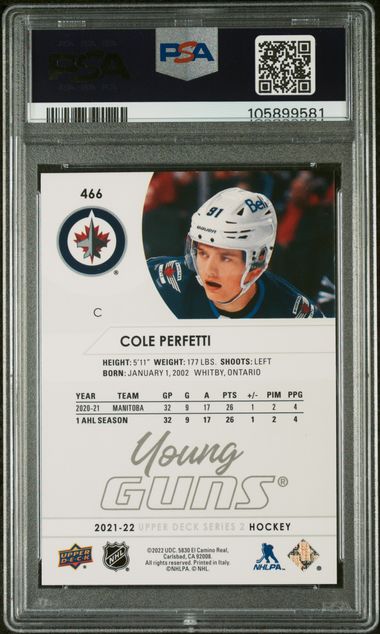 PSA
PSA
105899581
466
91
Bell
BAUER
C
COLE PERFETTI
HEIGHT: 5'11" WEIGHT: 177 LBS. SHOOTS: LEFT
BORN: JANUARY 1, 2002 WHITBY, ONTARIO
YEAR TEAM GP G A PTS +/- PIM PPG
2020-21 MANITOBA 32 9 17 26 1 2 4
1 AHL SEASON 32 9 17 26 1 2 4
Young
GUNS®
2021-22 UPPER DECK SERIES 2 HOCKEY
UPPER DECK
NHL
©2022 UDC. 5830 El Camino Real,
Carlsbad, CA 92008.
All rights reserved. Printed in Italy.
©NHLPA. © NHL.
NHLPA